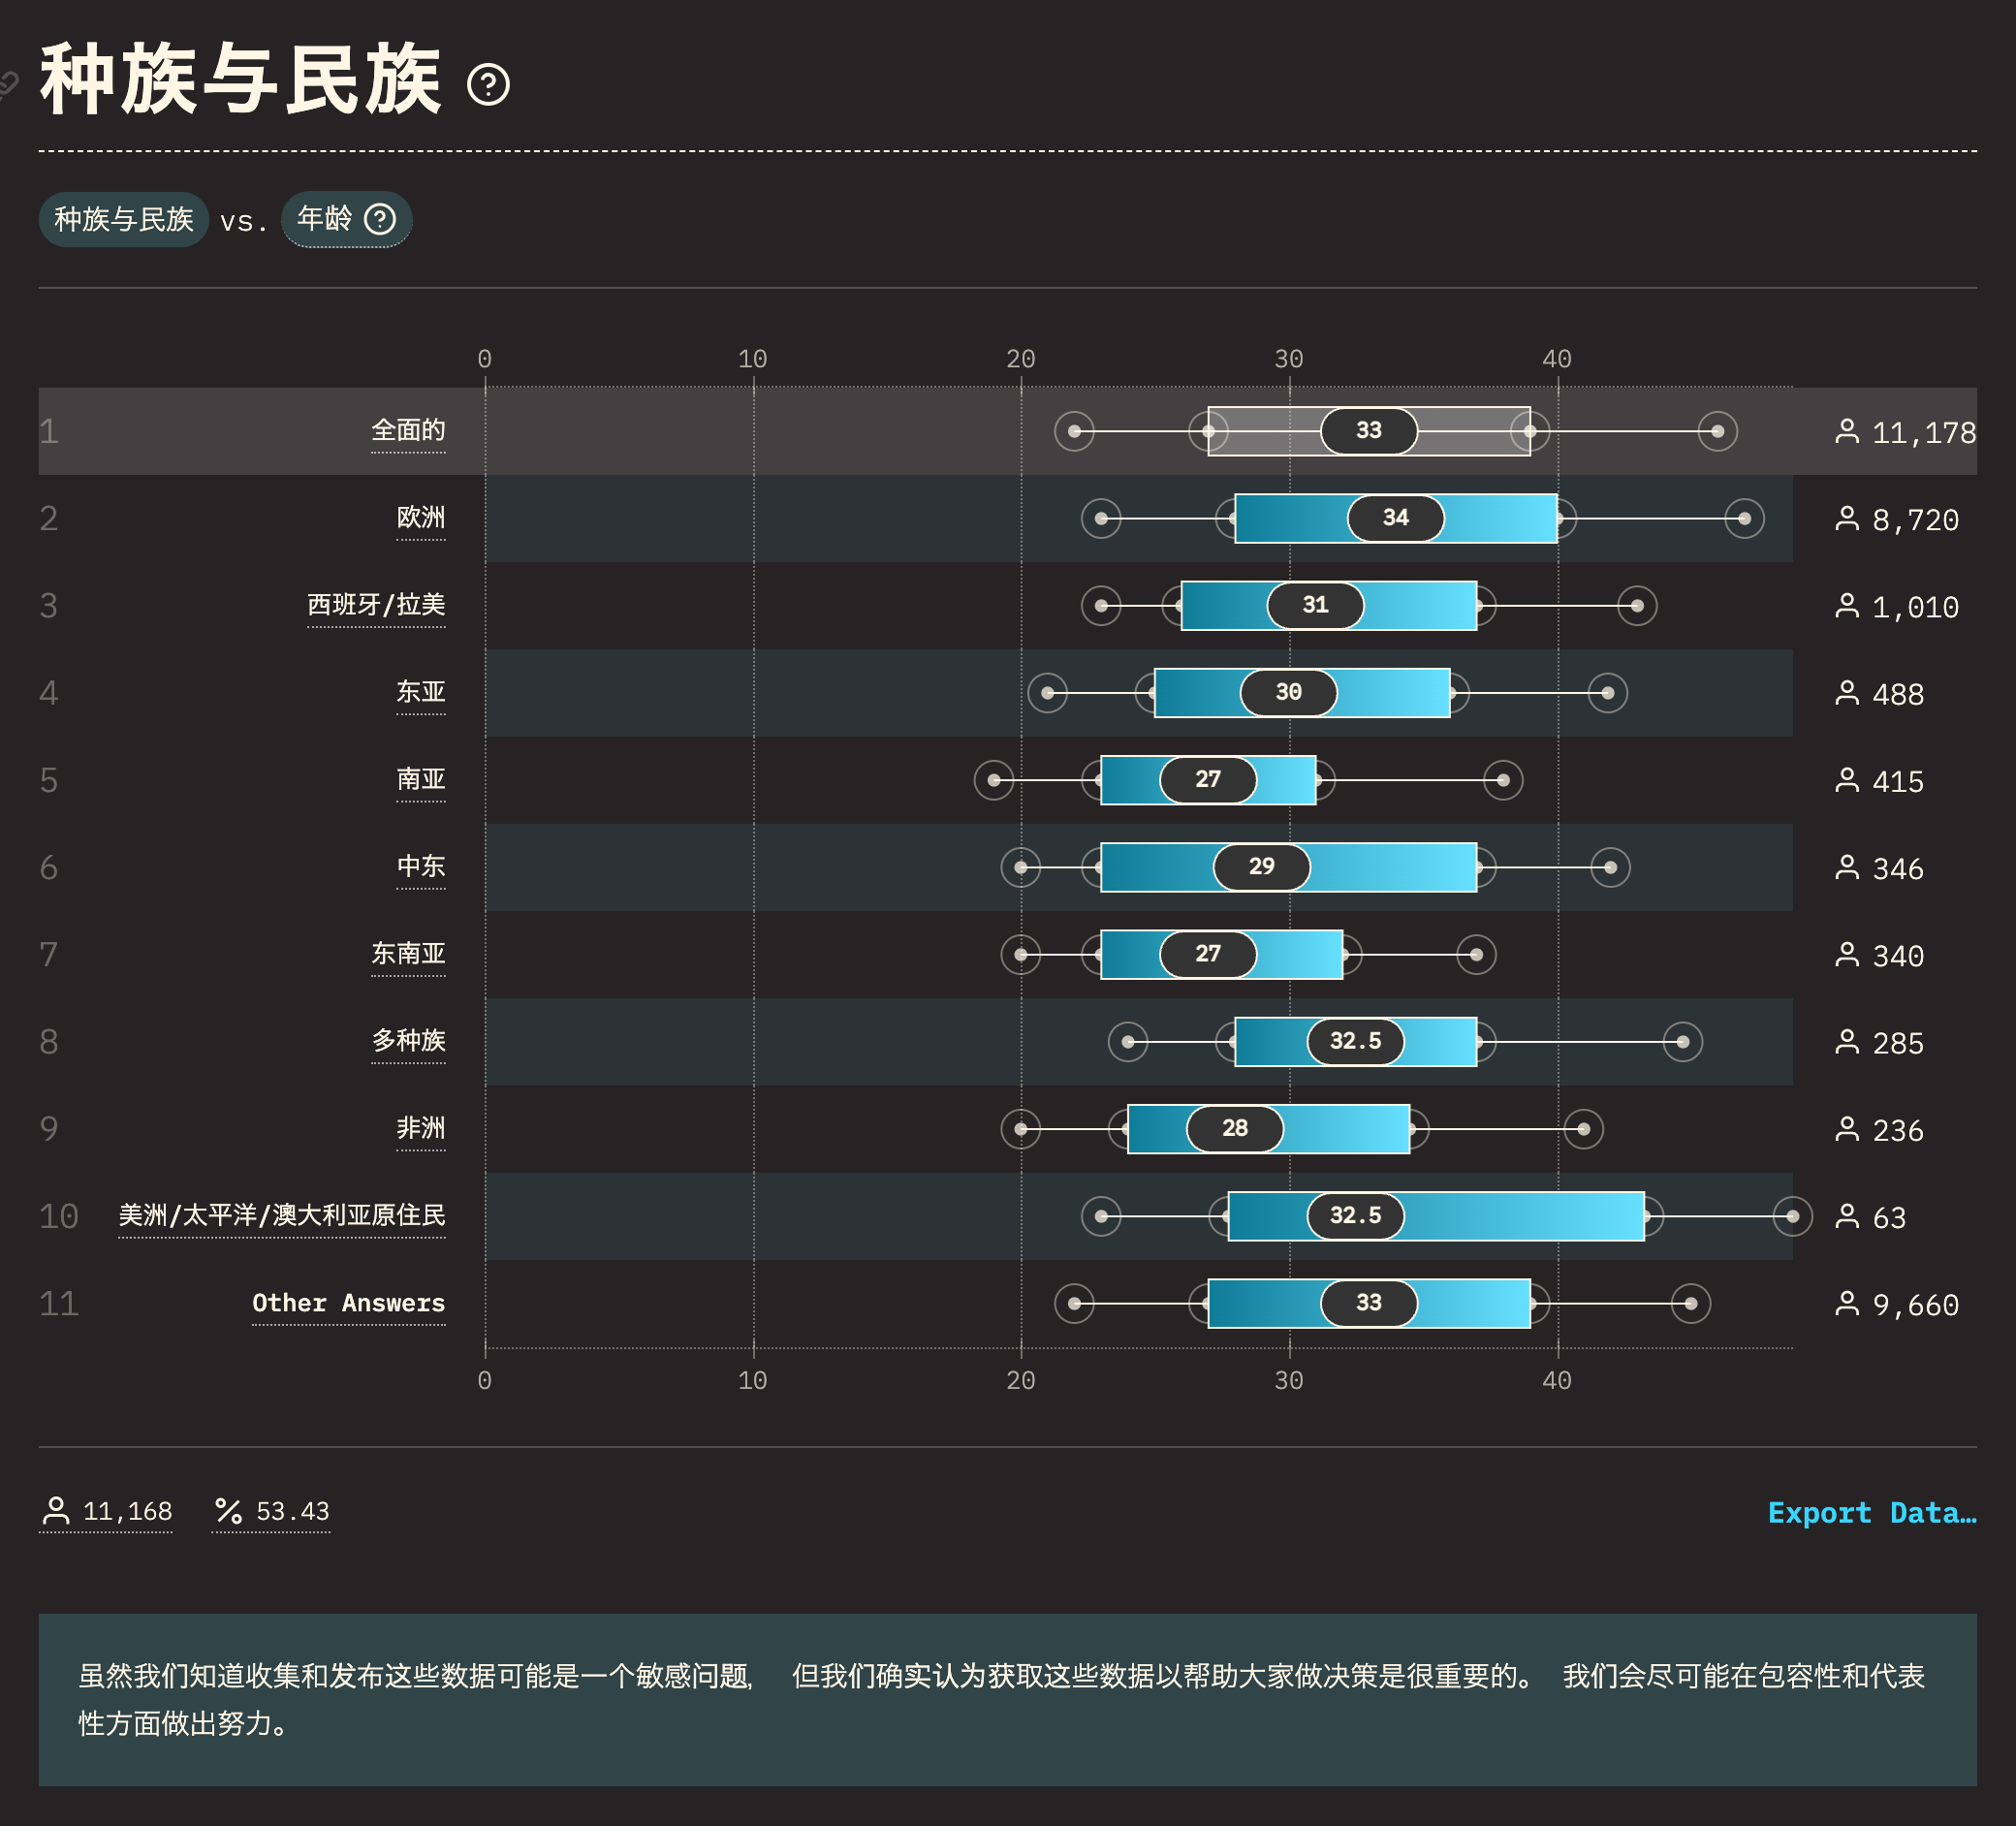 种族与民族
种族与民族 vs. 年龄
0 10 20 30 40
1 全面的 33 11,178
2 欧洲 34 8,720
3 西班牙/拉美 31 1,010
4 东亚 30 488
5 南亚 27 415
6 中东 29 346
7 东南亚 27 340
8 多种族 32.5 285
9 非洲 28 236
10 美洲/太平洋/澳大利亚原住民 32.5 63
11 Other Answers 33 9,660
0 10 20 30 40
11,168 % 53.43 Export Data…
虽然我们知道收集和发布这些数据可能是一个敏感问题, 但我们确实认为获取这些数据以帮助大家做决策是很重要的。 我们会尽可能在包容性和代表
性方面做出努力。